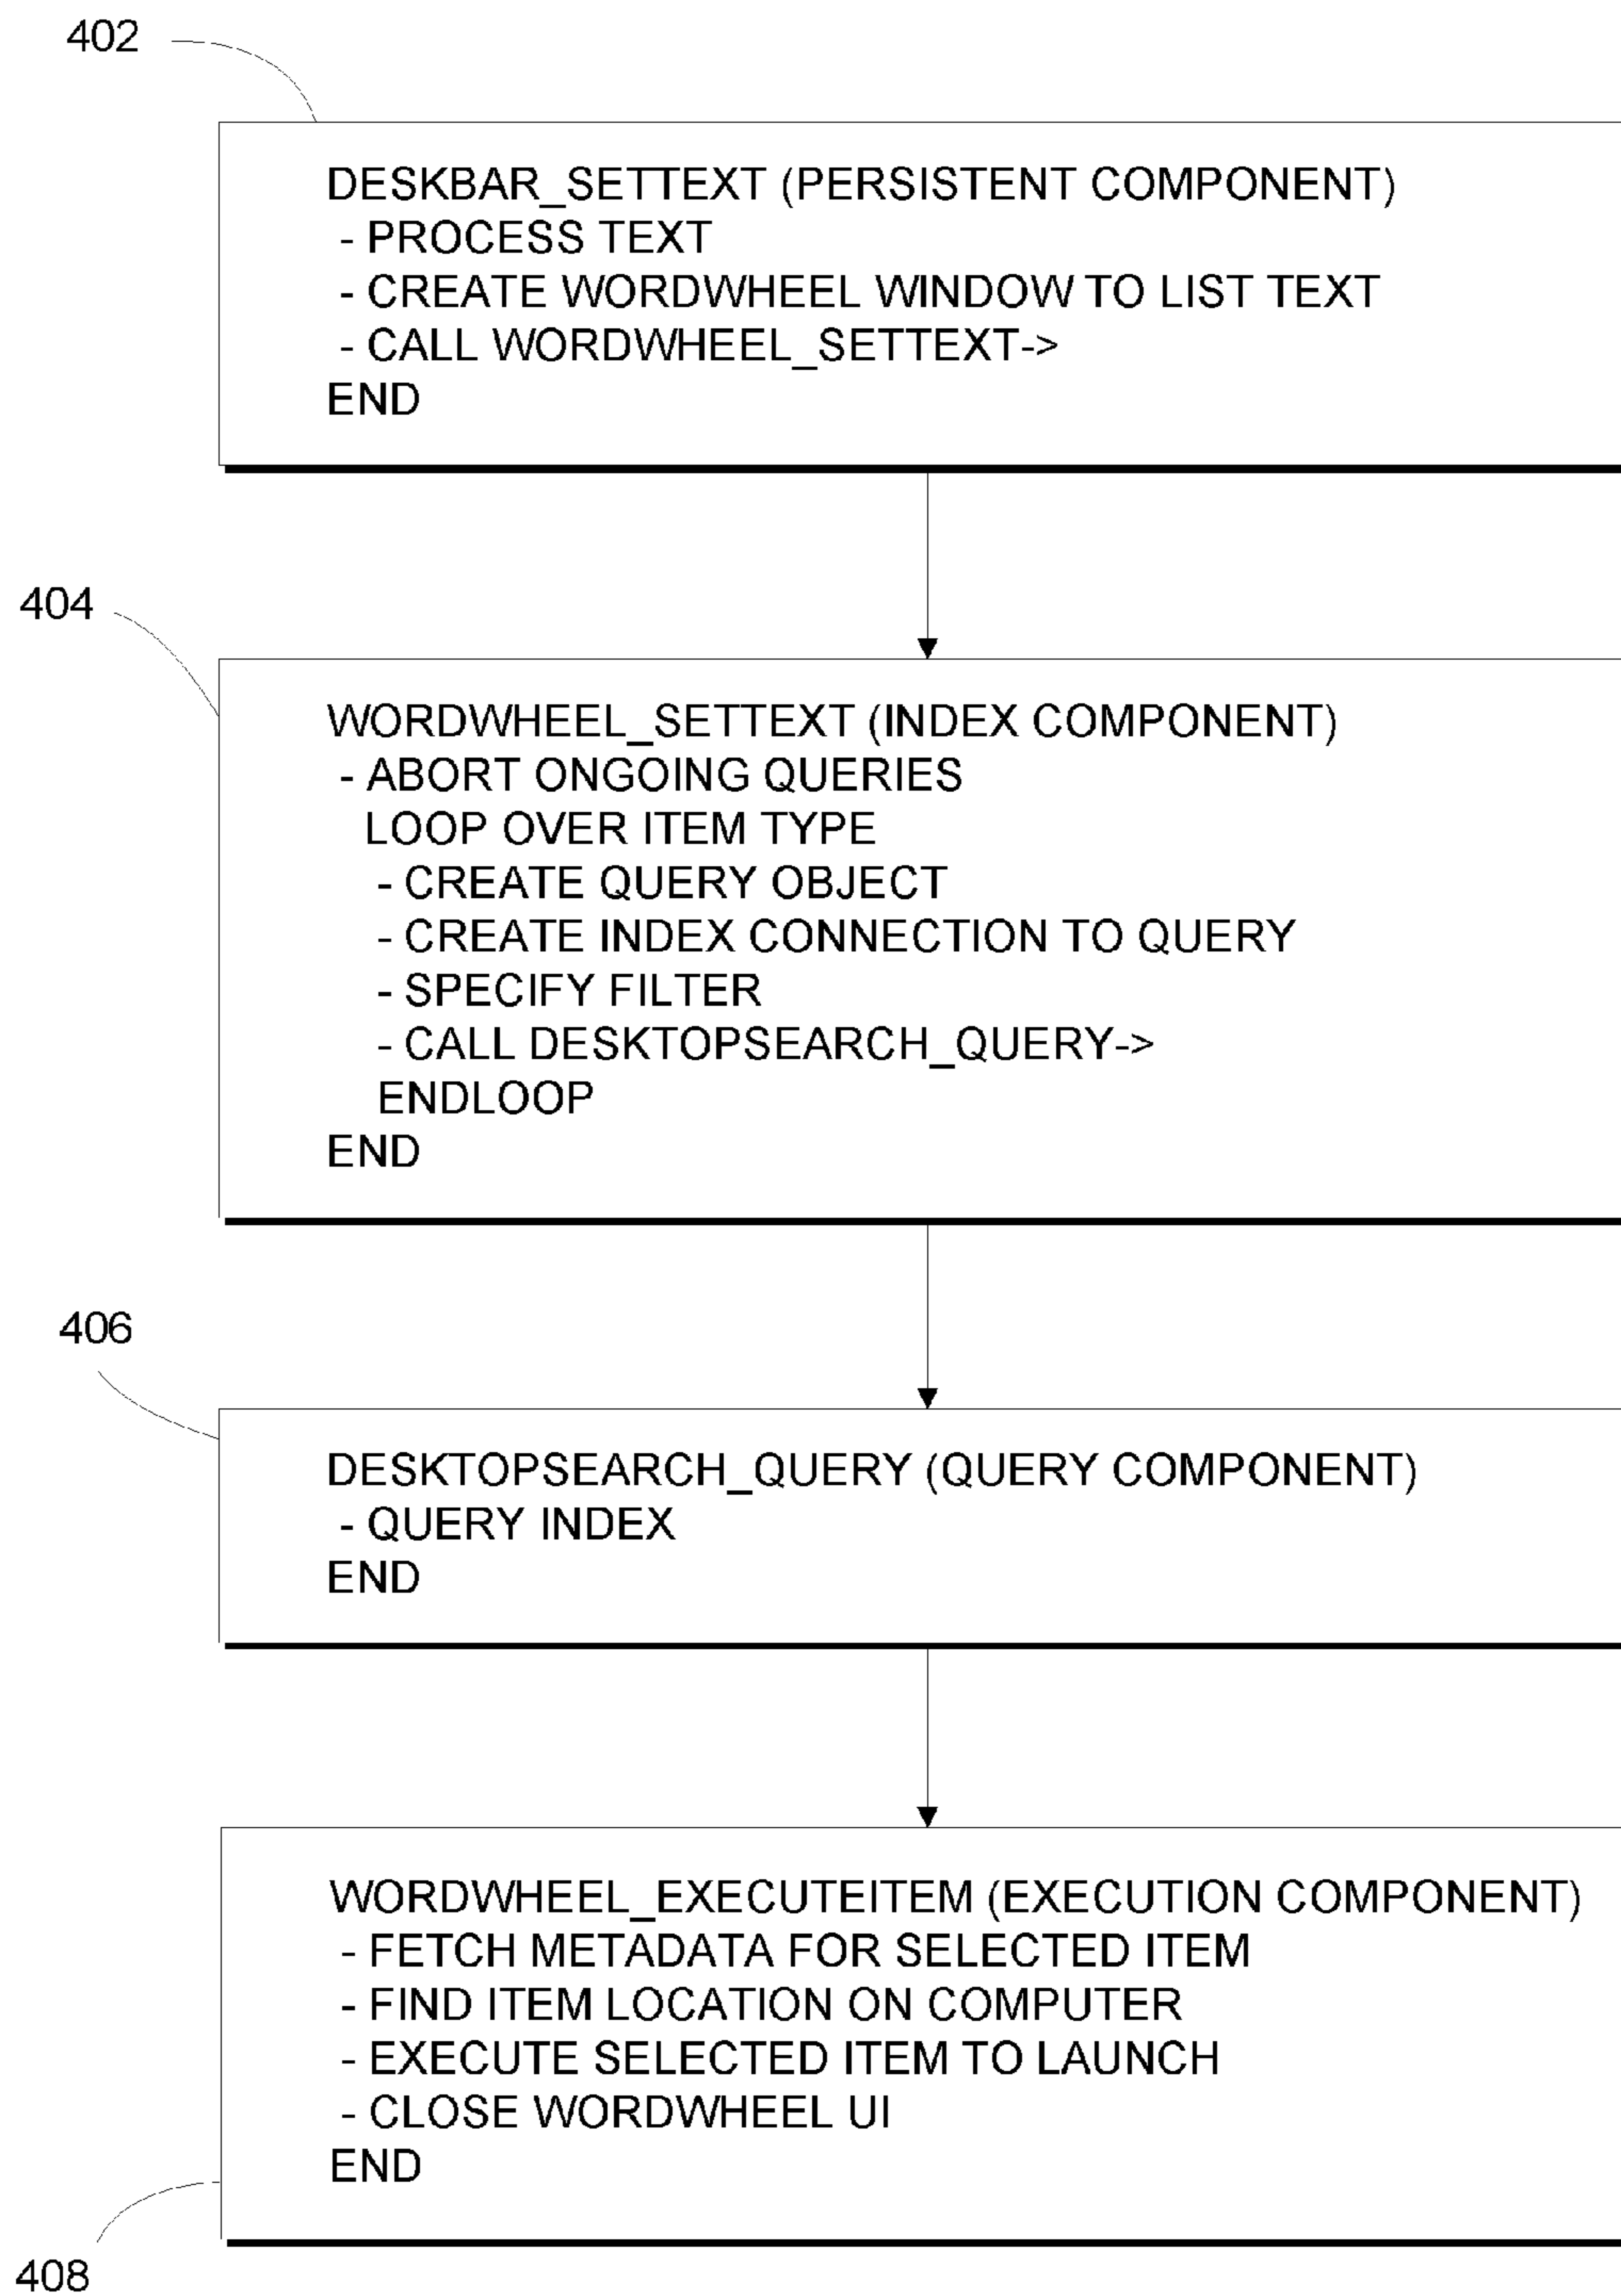 402
DESKBAR_SETTEXT (PERSISTENT COMPONENT)
- PROCESS TEXT
- CREATE WORDWHEEL WINDOW TO LIST TEXT
- CALL WORDWHEEL_SETTEXT->
END
404
WORDWHEEL_SETTEXT (INDEX COMPONENT)
- ABORT ONGOING QUERIES
LOOP OVER ITEM TYPE
- CREATE QUERY OBJECT
- CREATE INDEX CONNECTION TO QUERY
- SPECIFY FILTER
- CALL DESKTOPSEARCH_QUERY->
ENDLOOP
END
406
DESKTOPSEARCH_QUERY (QUERY COMPONENT)
- QUERY INDEX
END
WORDWHEEL_EXECUTEITEM (EXECUTION COMPONENT)
- FETCH METADATA FOR SELECTED ITEM
- FIND ITEM LOCATION ON COMPUTER
- EXECUTE SELECTED ITEM TO LAUNCH
- CLOSE WORDWHEEL UI
END
408